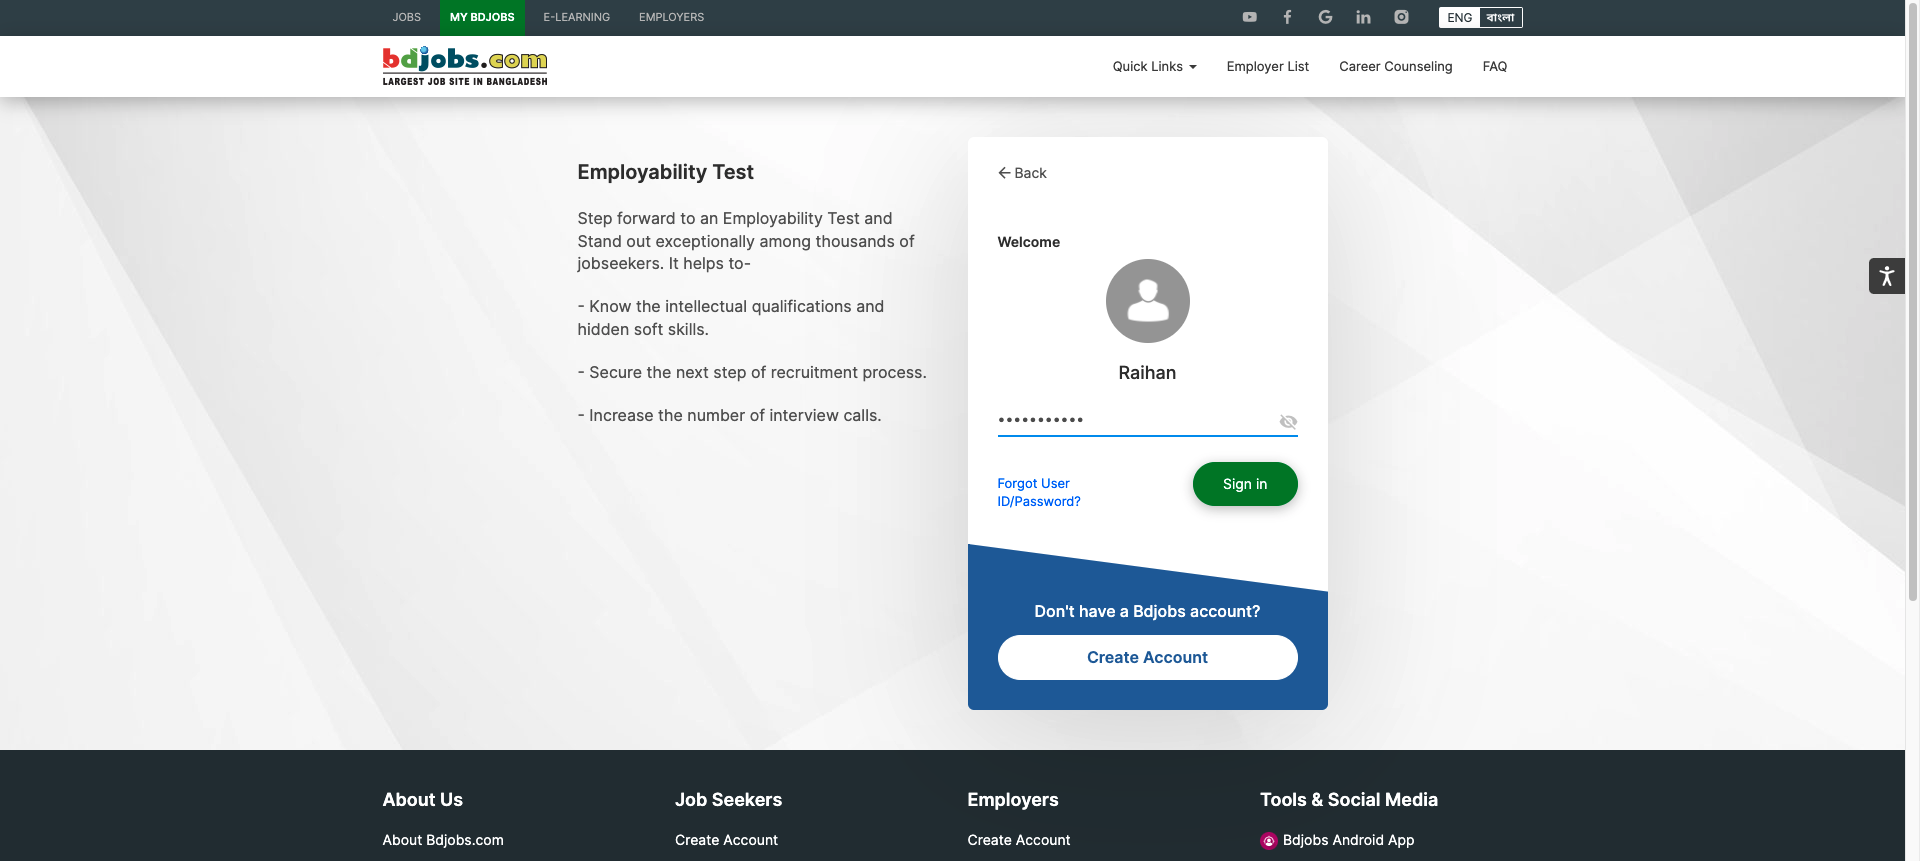 JOBS
MY BDJOBS
E-LEARNING
EMPLOYERS
ENG
বাংলা
bdjobs.com
LARGEST JOB SITE IN BANGLADESH
Quick Links
Employer List
Career Counseling
FAQ
Employability Test
Step forward to an Employability Test and
Stand out exceptionally among thousands of
jobseekers. It helps to-
- Know the intellectual qualifications and
hidden soft skills.
- Secure the next step of recruitment process.
- Increase the number of interview calls.
Back
Welcome
Raihan
Forgot User
ID/Password?
Sign in
Don't have a Bdjobs account?
Create Account
About Us
About Bdjobs.com
Job Seekers
Create Account
Employers
Create Account
Tools & Social Media
Bdjobs Android App